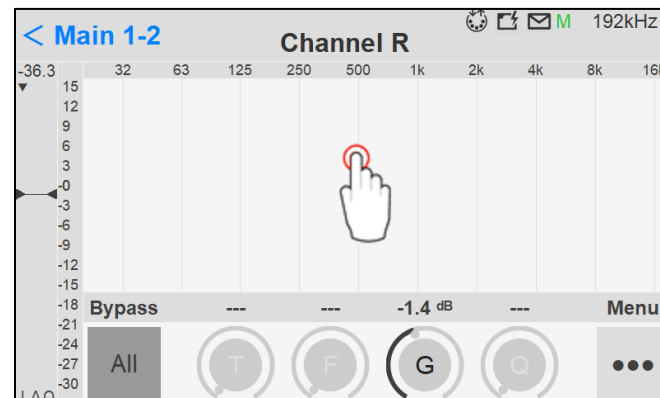 < Main 1-2
Channel R
M 192kHz
-36.3 32 63 125 250 500 1k 2k 4k 8k 16
15
12
9
6
3
-0
-3
-6
-9
-12
-15
-18 Bypass --- --- -1.4 dB --- Menu
-21
-24
-27 All T F G Q •••
-30